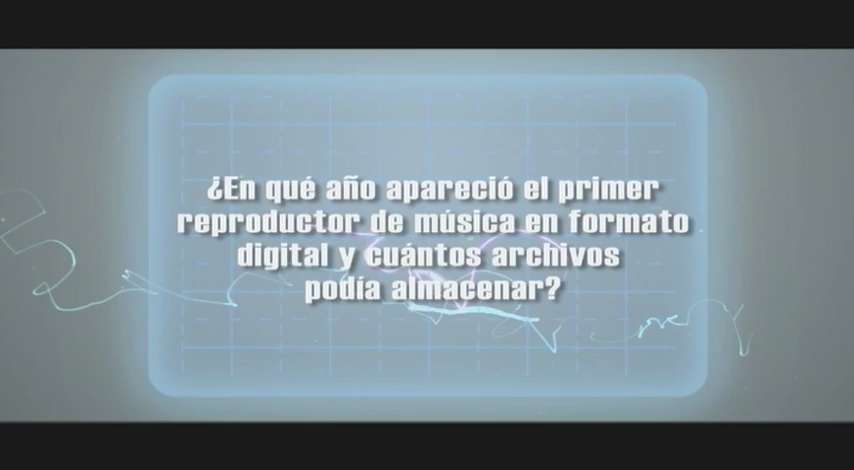 ¿En qué año apareció el primer
reproductor de música en formato
digital y cuántos archivos
podía almacenar?